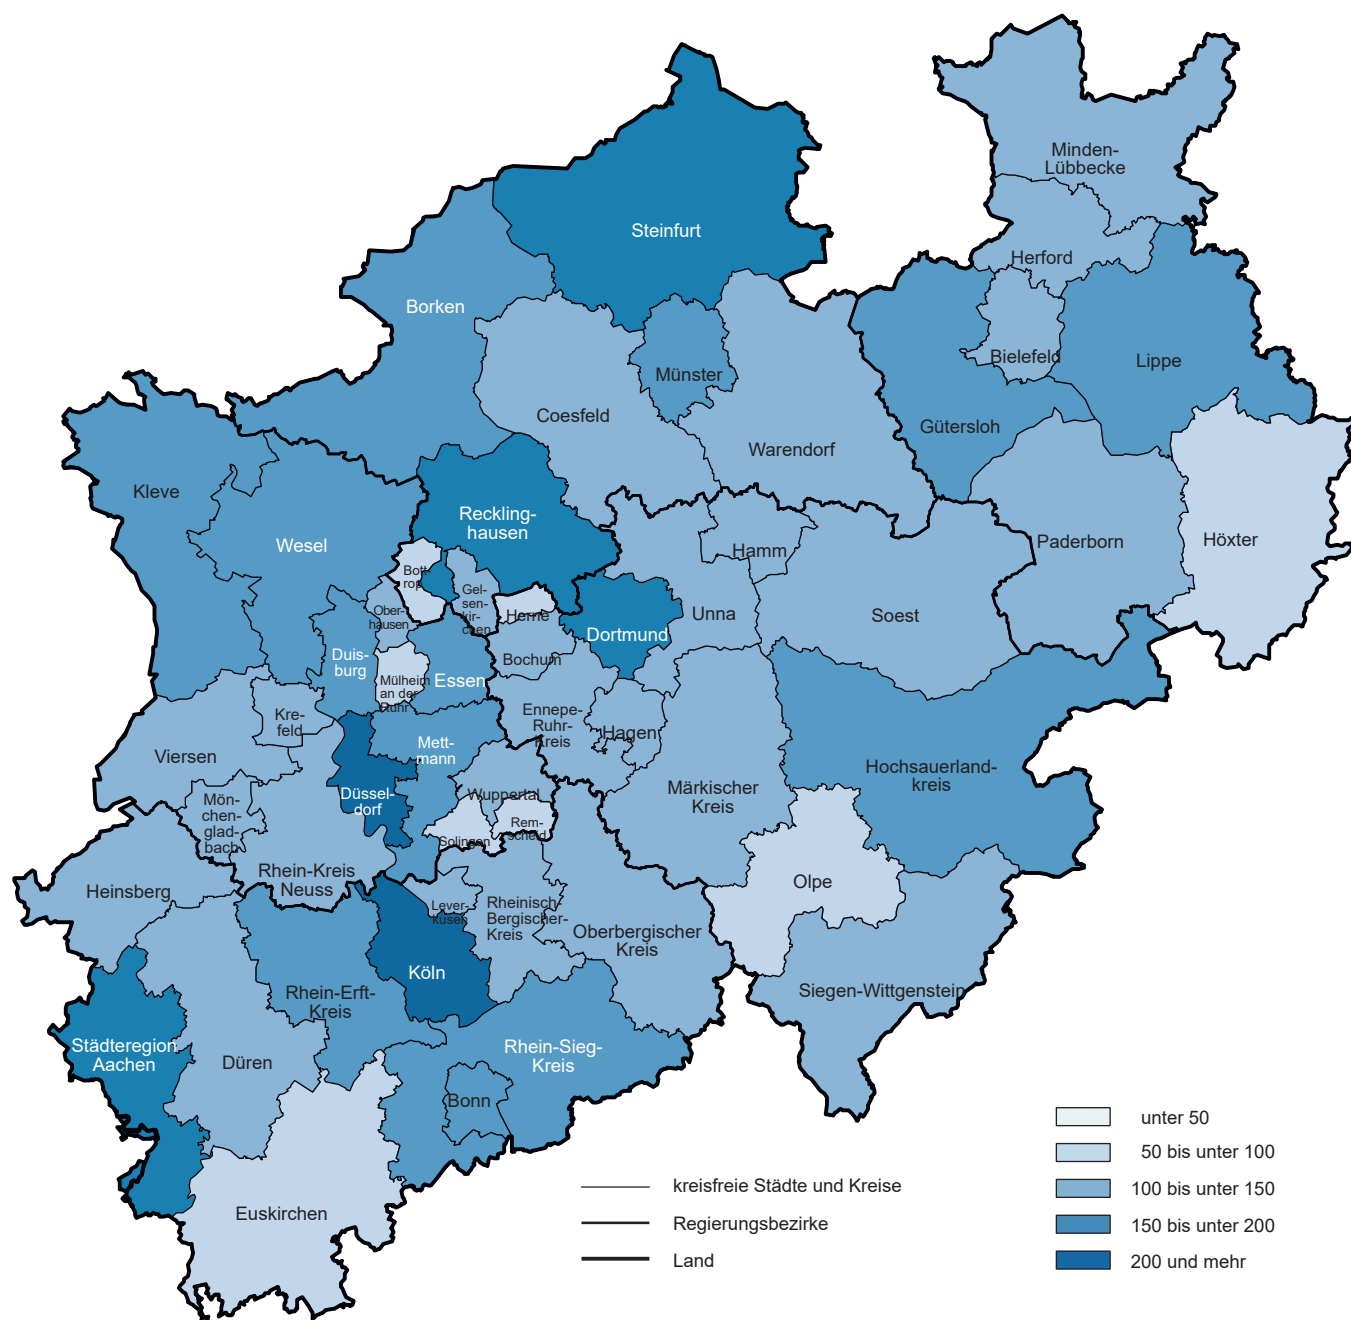 Minden-
Lübbecke
Steinfurt
Herford
Borken
Bielefeld
Lippe
Münster
Coesfeld
Gütersloh
Warendorf
Kleve
Reckling-
hausen
Wesel
Hamm
Paderborn
Höxter
Bott-
rop
Gel-
sen-
kir-
chen
Ober-
hausen
Herne
Unna
Soest
Dortmund
Duis-
burg
Bochum
Essen
Mülheim
an der
Ruhr
Kre-
feld
Ennepe-
Ruhr-
Kreis
Hagen
Viersen
Mett-
mann
Hochsauerland-
kreis
Märkischer
Kreis
Düssel-
dorf
Wuppertal
Mön-
chen-
glad-
bach
Rem-
scheid
Solingen
Rhein-Kreis
Neuss
Heinsberg
Olpe
Lever-
kusen
Rheinisch-
Bergischer-
Kreis
Oberbergischer
Kreis
Köln
Rhein-Erft-
Kreis
Siegen-Wittgenstein
Städteregion
Aachen
Düren
Rhein-Sieg-
Kreis
Bonn
Euskirchen
kreisfreie Städte und Kreise
Regierungsbezirke
Land
unter 50
50 bis unter 100
100 bis unter 150
150 bis unter 200
200 und mehr